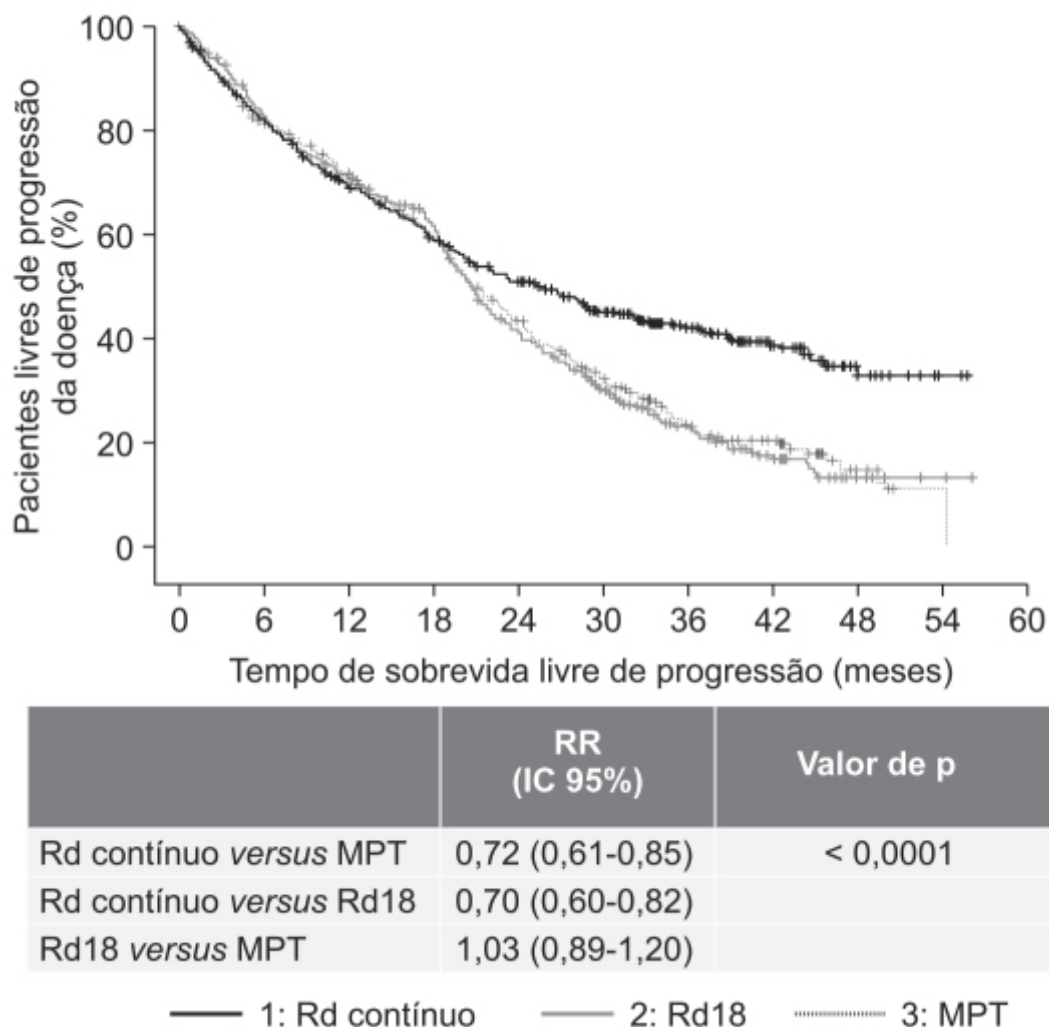 Pacientes livres de progressão
da doença (%)
100
80
60
40
20
0
0 6 12 18 24 30 36 42 48 54 60
Tempo de sobrevida livre de progressão (meses)
RR
(IC 95%)
Valor de p
Rd contínuo versus MPT 0,72 (0,61-0,85) < 0,0001
Rd contínuo versus Rd18 0,70 (0,60-0,82)
Rd18 versus MPT 1,03 (0,89-1,20)
1: Rd contínuo 2: Rd18 3: MPT